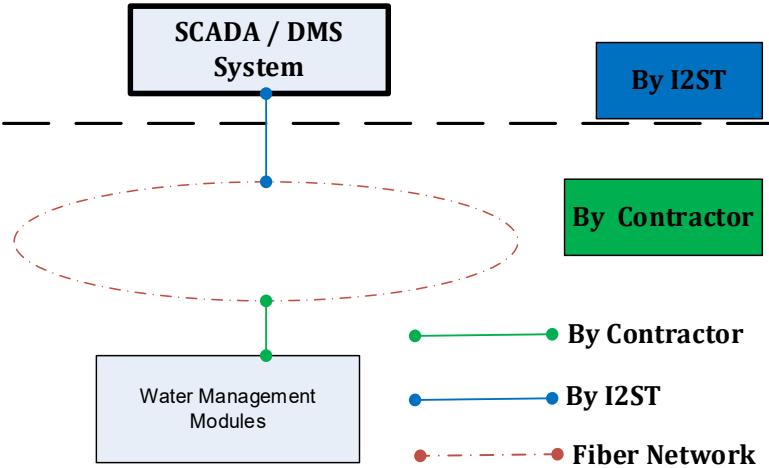 SCADA / DMS
System
By I2ST
By Contractor
By Contractor
Water Management
Modules
By I2ST
Fiber Network